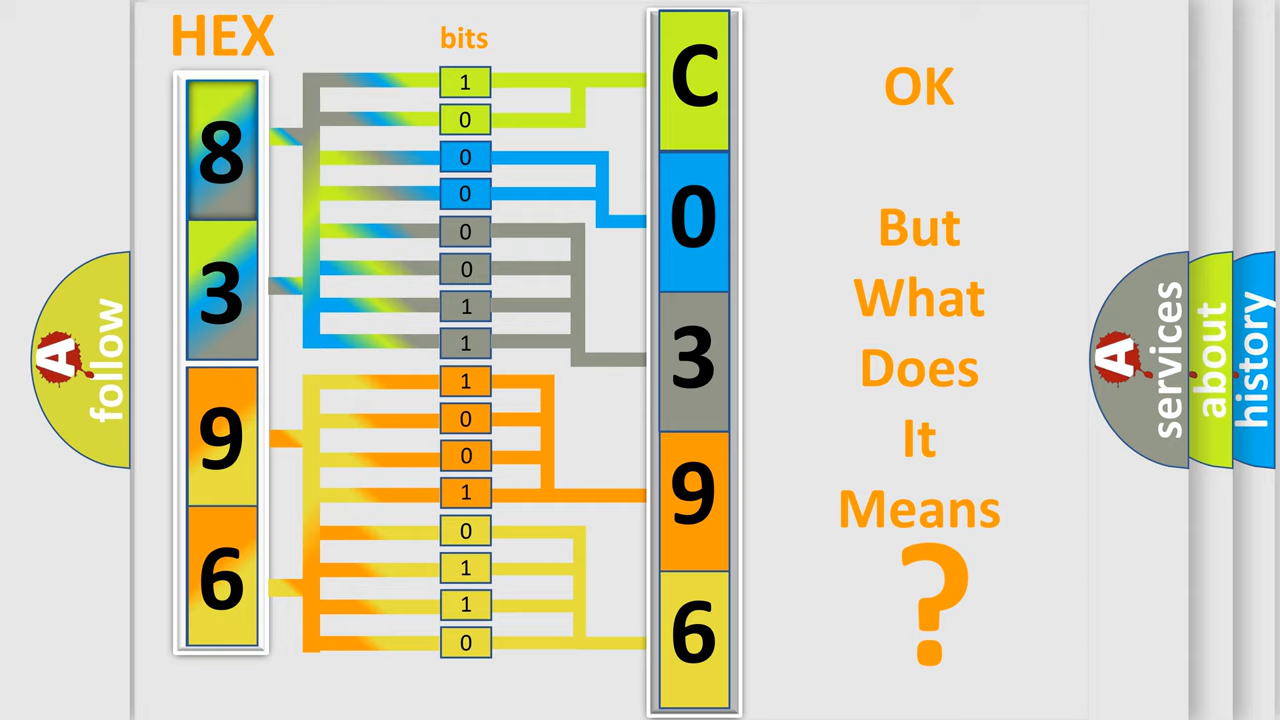 HEX
bits
8
3
9
6
1
0
0
0
0
0
1
1
1
0
0
1
0
1
1
0
C
0
3
9
6
OK
But
What
Does
It
Means
?
A
follow
A
services
about
history